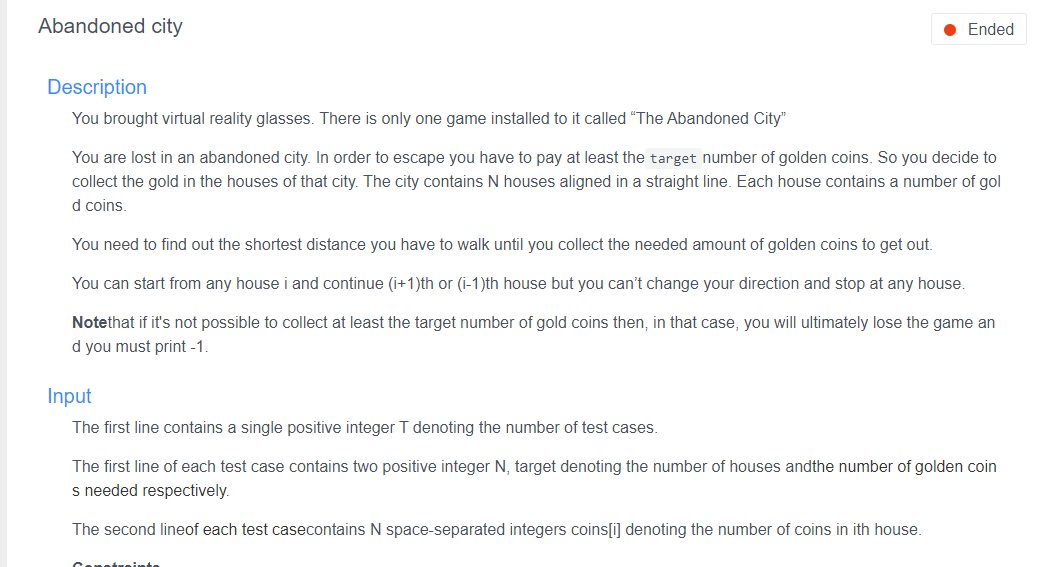 Abandoned city
Ended
Description
You brought virtual reality glasses. There is only one game installed to it called “The Abandoned City”
You are lost in an abandoned city. In order to escape you have to pay at least the target number of golden coins. So you decide to
collect the gold in the houses of that city. The city contains N houses aligned in a straight line. Each house contains a number of gol
d coins.
You need to find out the shortest distance you have to walk until you collect the needed amount of golden coins to get out.
You can start from any house i and continue (i+1)th or (i-1)th house but you can’t change your direction and stop at any house.
Notethat if it's not possible to collect at least the target number of gold coins then, in that case, you will ultimately lose the game an
d you must print -1.
Input
The first line contains a single positive integer T denoting the number of test cases.
The first line of each test case contains two positive integer N, target denoting the number of houses andthe number of golden coin
s needed respectively.
The second lineof each test casecontains N space-separated integers coins[i] denoting the number of coins in ith house.
Constraints